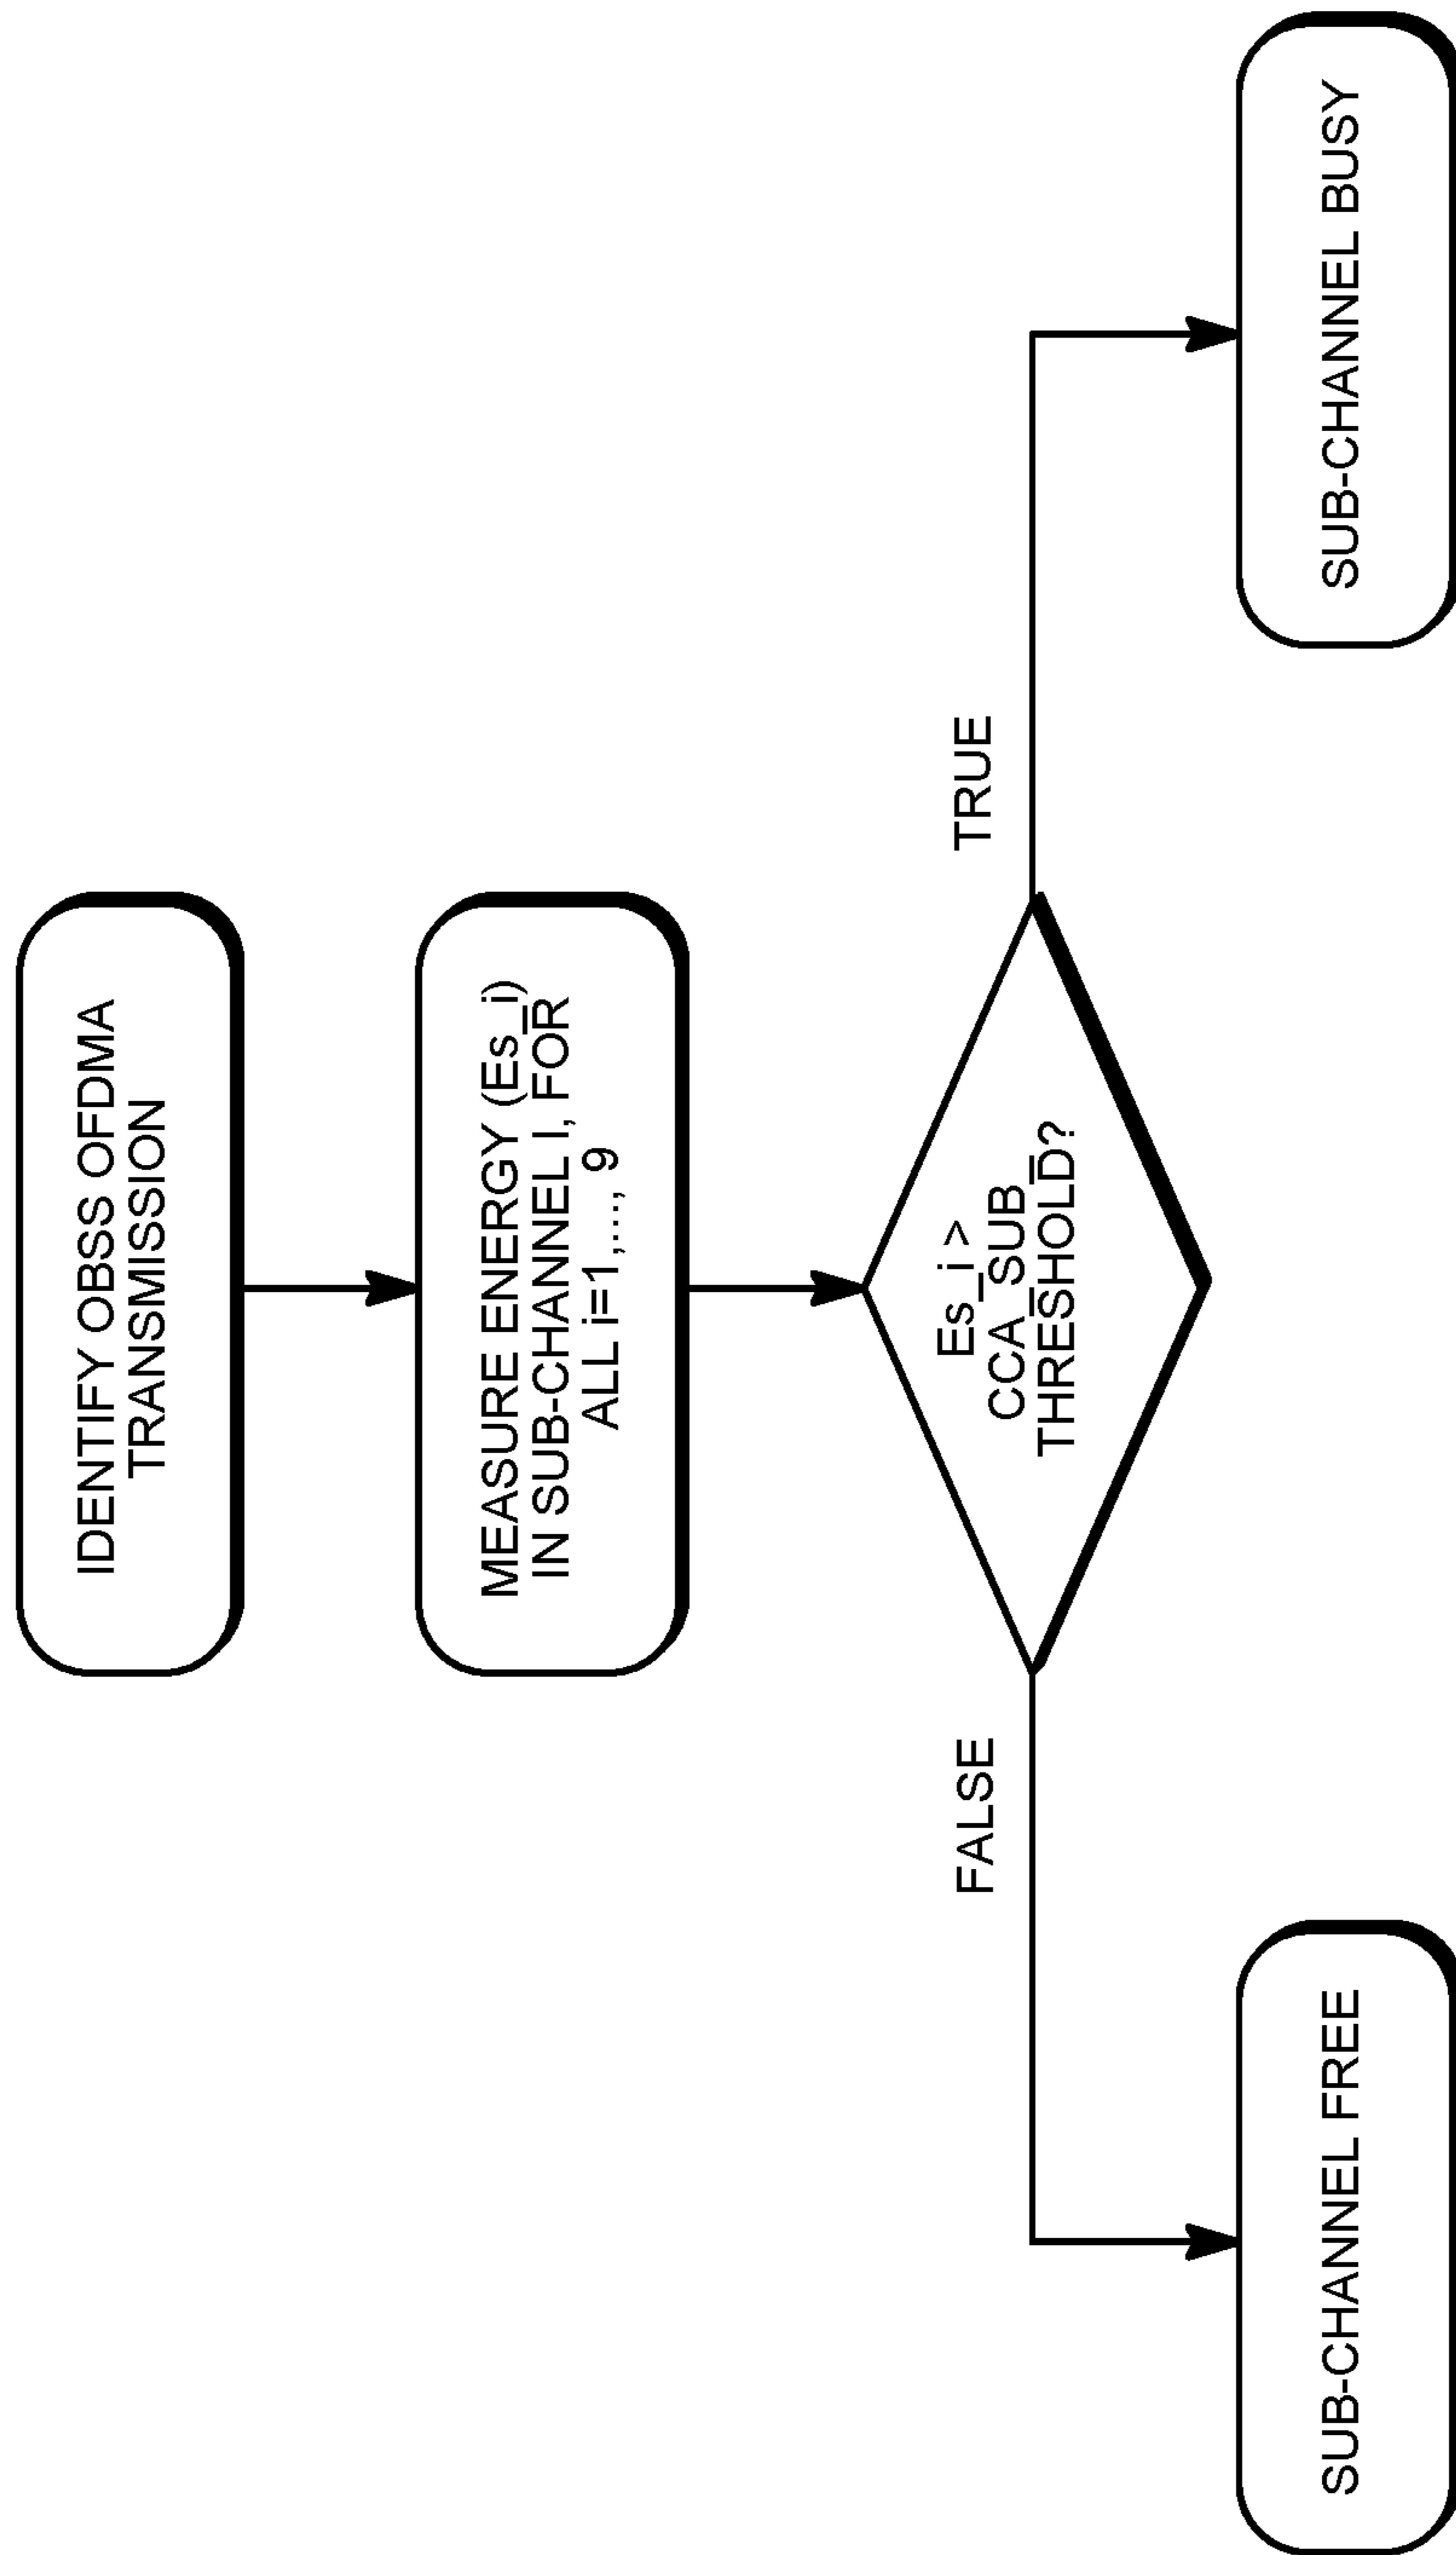 IDENTIFY OBSS OFDMA
TRANSMISSION
MEASURE ENERGY (Es_i)
IN SUB-CHANNEL I, FOR
ALL i=1,..., 9
Es_i >
CCA_SUB_
THRESHOLD?
FALSE
TRUE
SUB-CHANNEL FREE
SUB-CHANNEL BUSY